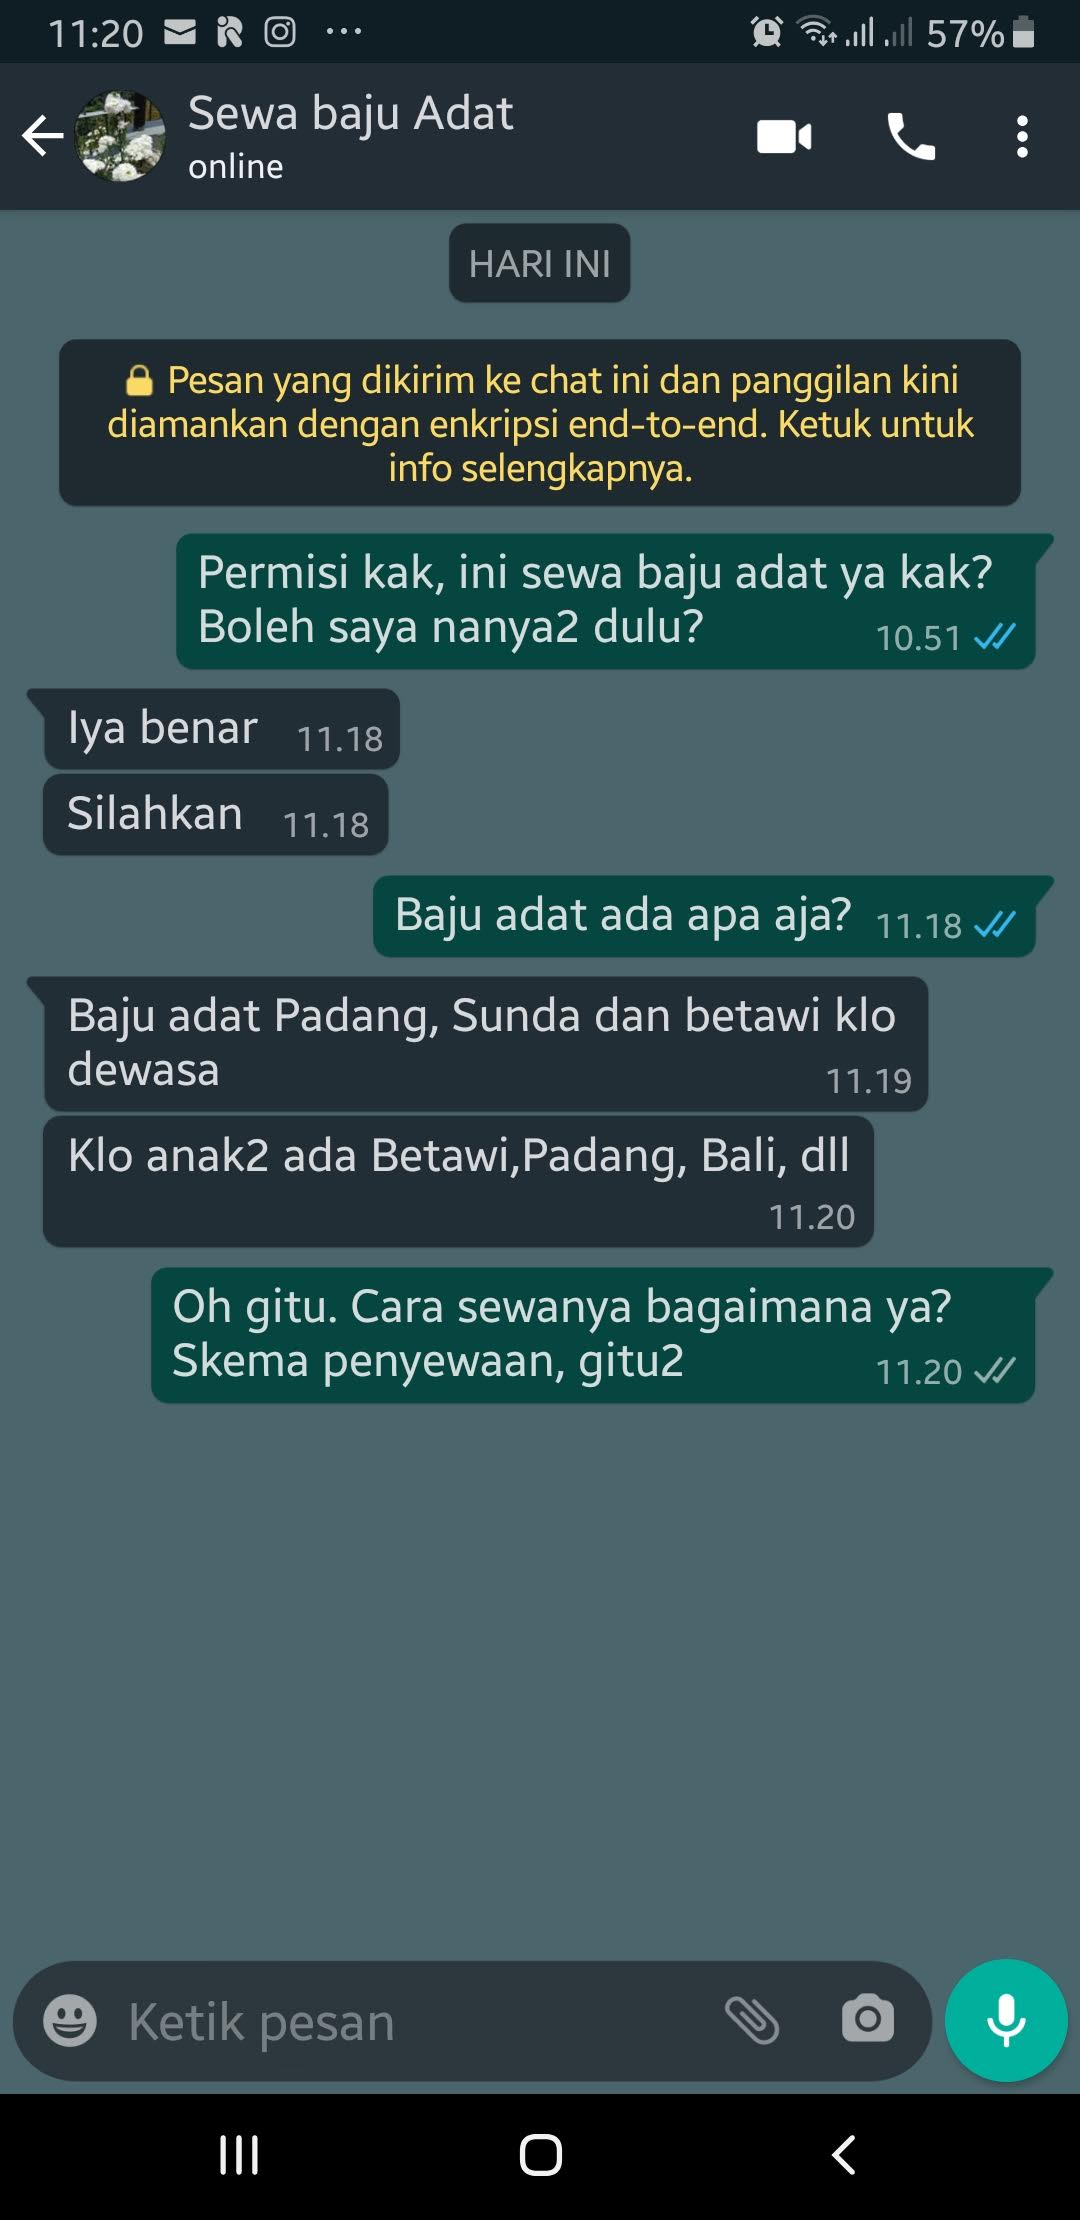 11:20
57%
Sewa baju Adat
online
HARI INI
Pesan yang dikirim ke chat ini dan panggilan kini
diamankan dengan enkripsi end-to-end. Ketuk untuk
info selengkapnya.
Permisi kak, ini sewa baju adat ya kak?
Boleh saya nanya2 dulu?
10.51
Iya benar
11.18
Silahkan
11.18
Baju adat ada apa aja?
11.18
Baju adat Padang, Sunda dan betawi klo
dewasa
11.19
Klo anak2 ada Betawi,Padang, Bali, dll
11.20
Oh gitu. Cara sewanya bagaimana ya?
Skema penyewaan, gitu2
11.20
Ketik pesan